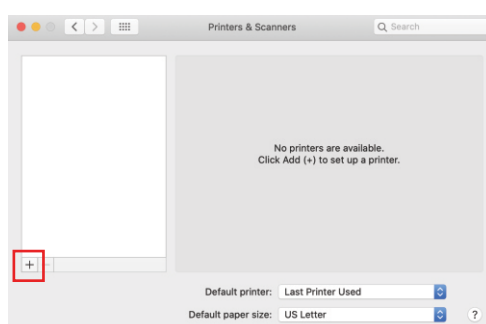 Printers & Scanners
Search
No printers are available.
Click Add (+) to set up a printer.
+ −
Default printer: Last Printer Used
Default paper size: US Letter
?